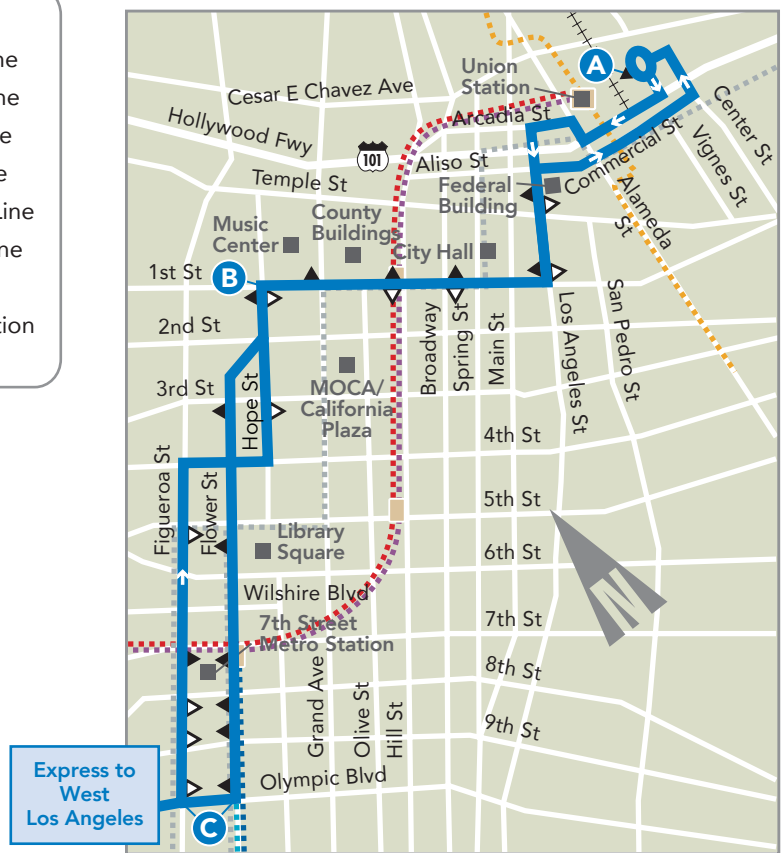 ne
ne
e
e
Line
ne
tion
A
Union
Station
Cesar E Chavez Ave
Arcadia St
Hollywood Fwy
101
Aliso St
Temple St
Commercial St
Center St
Vignes St
Alameda
St
Federal
Building
Music
Center
County
Buildings
City Hall
1st St
B
2nd St
3rd St
Hope St
MOCA/
California
Plaza
Broadway
Spring St
Main St
Los Angeles St
San Pedro St
4th St
5th St
6th St
Figueroa St
Flower St
Library
Square
Wilshire Blvd
7th Street
Metro Station
7th St
8th St
9th St
Grand Ave
Olive St
Hill St
Olympic Blvd
Express to
West
Los Angeles
C
N